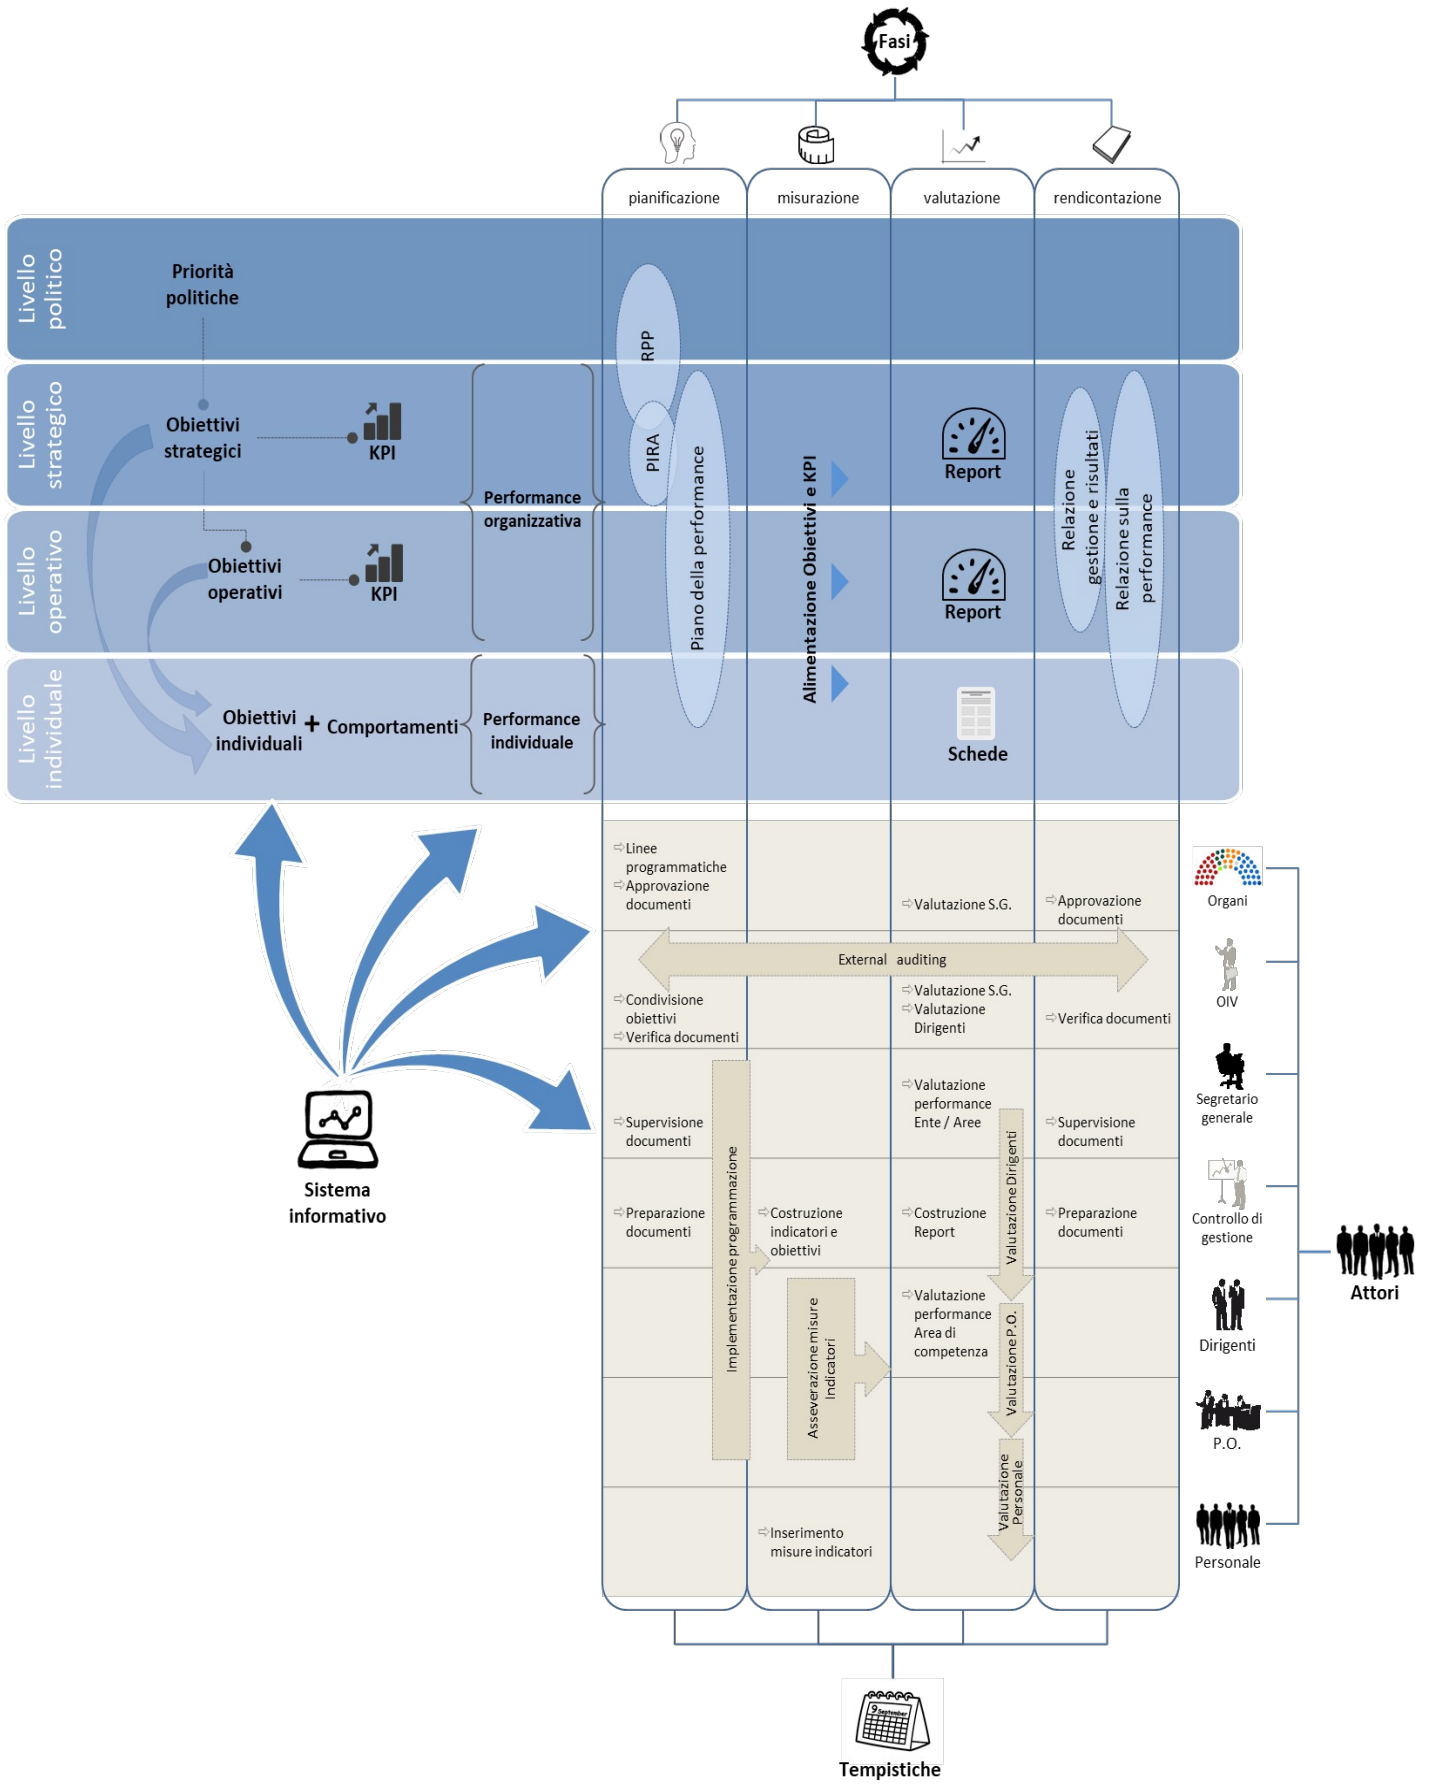 Fasi
pianificazione
misurazione
valutazione
rendicontazione
Livello
politico
Priorità
politiche
RPP
Livello
strategico
Obiettivi
strategici
KPI
PIRA
Performance
organizzativa
Piano della performance
Alimentazione Obiettivi e KPI
Report
Relazione
gestione e risultati
Relazione sulla
performance
Livello
operativo
Obiettivi
operativi
KPI
Report
Livello
individuale
Obiettivi
individuali
+
Comportamenti
Performance
individuale
Schede
Linee
programmatiche
Approvazione
documenti
Valutazione S.G.
Approvazione
documenti
Organi
External auditing
Condivisione
obiettivi
Verifica documenti
Valutazione S.G.
Valutazione
Dirigenti
Verifica documenti
OIV
Supervisione
documenti
Valutazione
performance
Ente / Aree
Supervisione
documenti
Segretario
generale
Implementazione programmazione
Valutazione Dirigenti
Sistema
informativo
Preparazione
documenti
Costruzione
indicatori e
obiettivi
Costruzione
Report
Preparazione
documenti
Controllo di
gestione
Attori
Asseverazione misure
Indicatori
Valutazione
performance
Area di
competenza
Valutazione P.O.
Dirigenti
P.O.
Valutazione
Personale
Inserimento
misure indicatori
Personale
9 September
Tempistiche